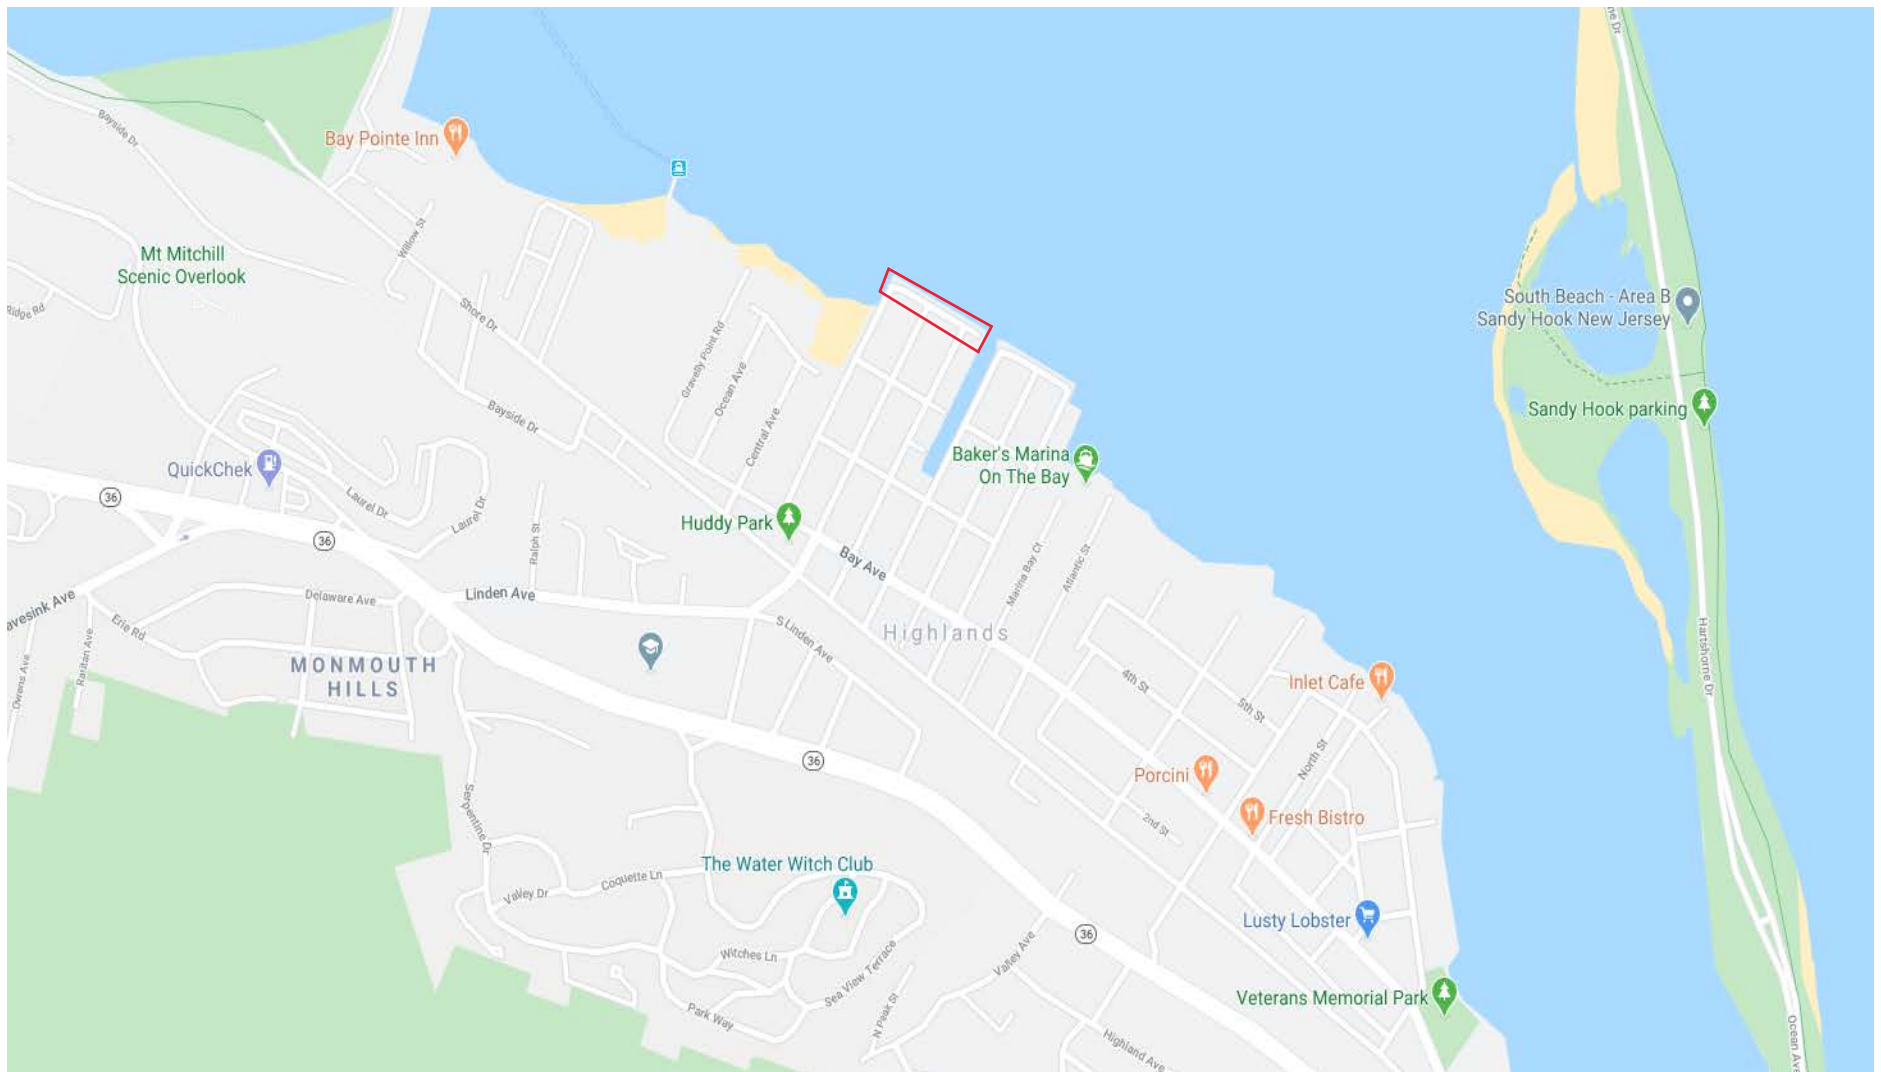 ne Dr
Bayside Dr
Bay Pointe Inn
Willow St
Mt Mitchill
Scenic Overlook
Ridge Rd
Shore Dr
South Beach - Area B
Sandy Hook New Jersey
Gravelly Point Rd
Ocean Ave
Central Ave
Bayside Dr
Sandy Hook parking
QuickChek
Baker's Marina
On The Bay
36
Laurel Dr
Laurel Dr
Huddy Park
36
Ralph St
Bay Ave
Marina Bay Ct
Atlantic St
Linden Ave
Delaware Ave
avesink Ave
Erie Rd
S Linden Ave
Highlands
Raritan Ave
Owens Ave
MONMOUTH
HILLS
Hartshorne Dr
4th St
5th St
Inlet Cafe
North St
36
Porcini
Serpentine Dr
2nd St
Fresh Bistro
The Water Witch Club
Coquette Ln
Valley Dr
Lusty Lobster
36
Witches Ln
Sea View Terrace
Valley Ave
Veterans Memorial Park
Park Way
N Peak St
Highland Ave
Ocean Ave